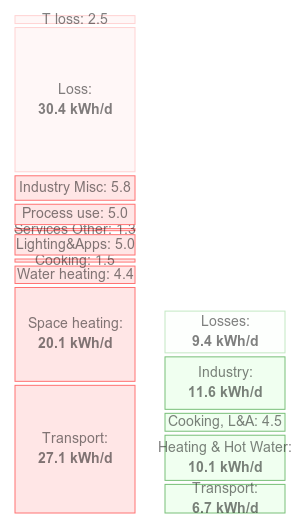 T loss: 2.5
Loss:
30.4 kWh/d
Industry Misc: 5.8
Process use: 5.0
Services Other: 1.3
Lighting&Apps: 5.0
Cooking: 1.5
Water heating: 4.4
Space heating:
20.1 kWh/d
Transport:
27.1 kWh/d
Losses:
9.4 kWh/d
Industry:
11.6 kWh/d
Cooking, L&A: 4.5
Heating & Hot Water:
10.1 kWh/d
Transport:
6.7 kWh/d